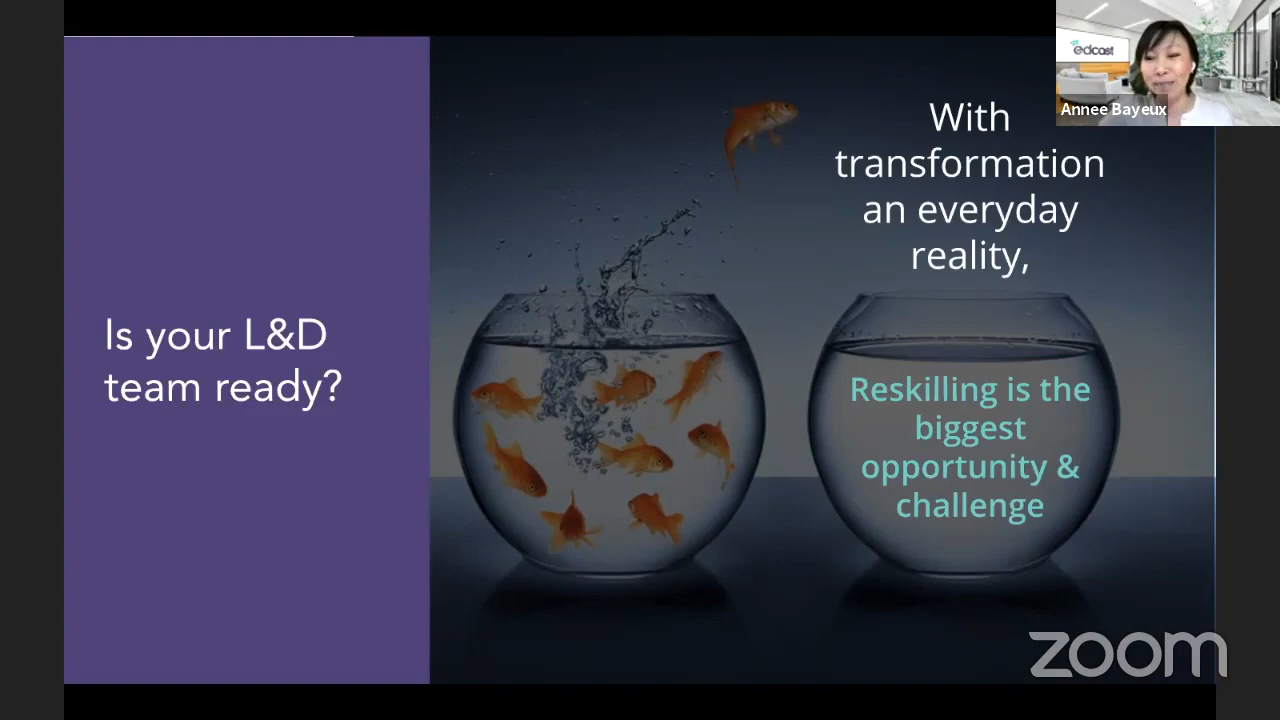 edcast
Annee Bayeux
With
transformation
an everyday
reality,
Is your L&D
team ready?
Reskilling is the
biggest
opportunity &
challenge
zoom